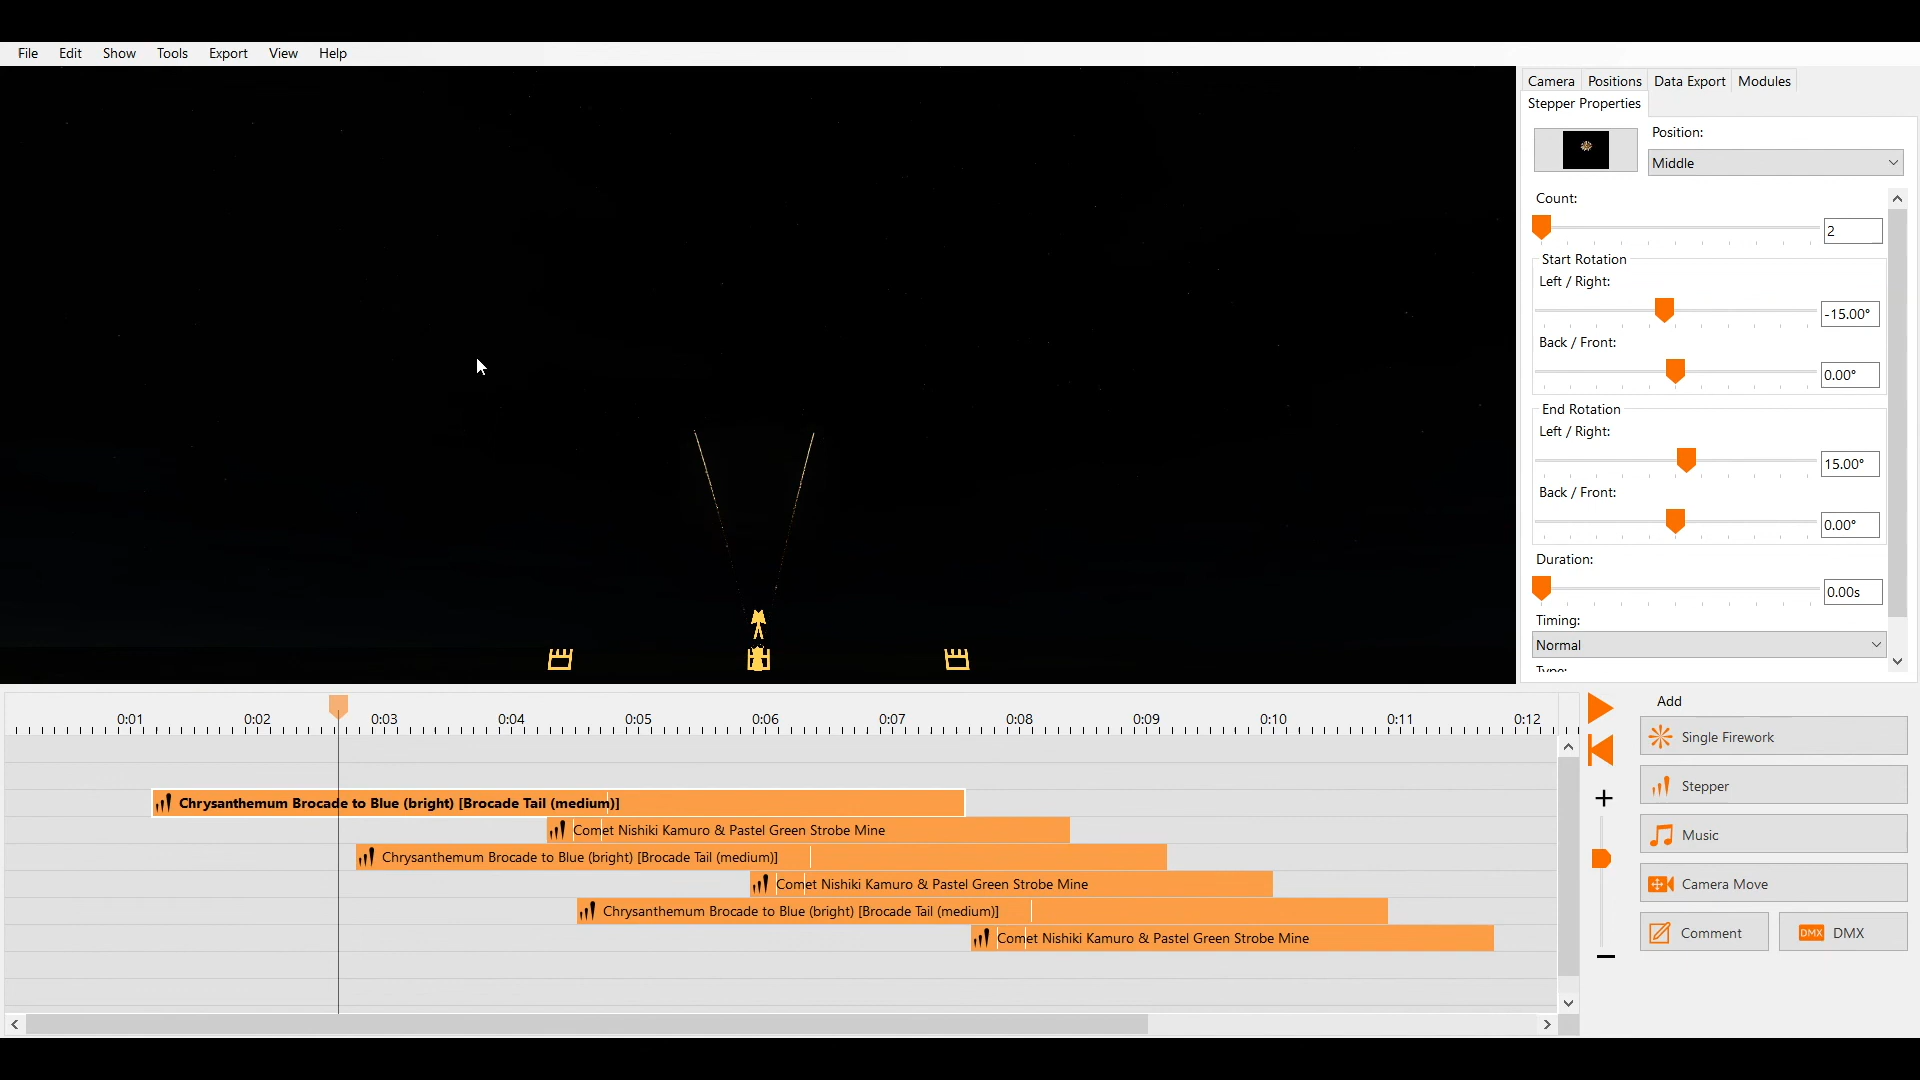 File Edit Show Tools Export View Help
Camera Positions Data Export Modules
Stepper Properties
Position:
Middle
Count:
2
Start Rotation
Left / Right:
-15.00°
Back / Front:
0.00°
End Rotation
Left / Right:
15.00°
Back / Front:
0.00°
Duration:
0.00s
Timing:
Normal
Type:
0:01 0:02 0:03 0:04 0:05 0:06 0:07 0:08 0:09 0:10 0:11 0:12
Chrysanthemum Brocade to Blue (bright) [Brocade Tail (medium)]
Comet Nishiki Kamuro & Pastel Green Strobe Mine
Chrysanthemum Brocade to Blue (bright) [Brocade Tail (medium)]
Comet Nishiki Kamuro & Pastel Green Strobe Mine
Chrysanthemum Brocade to Blue (bright) [Brocade Tail (medium)]
Comet Nishiki Kamuro & Pastel Green Strobe Mine
Add
Single Firework
Stepper
Music
Camera Move
Comment
DMX DMX